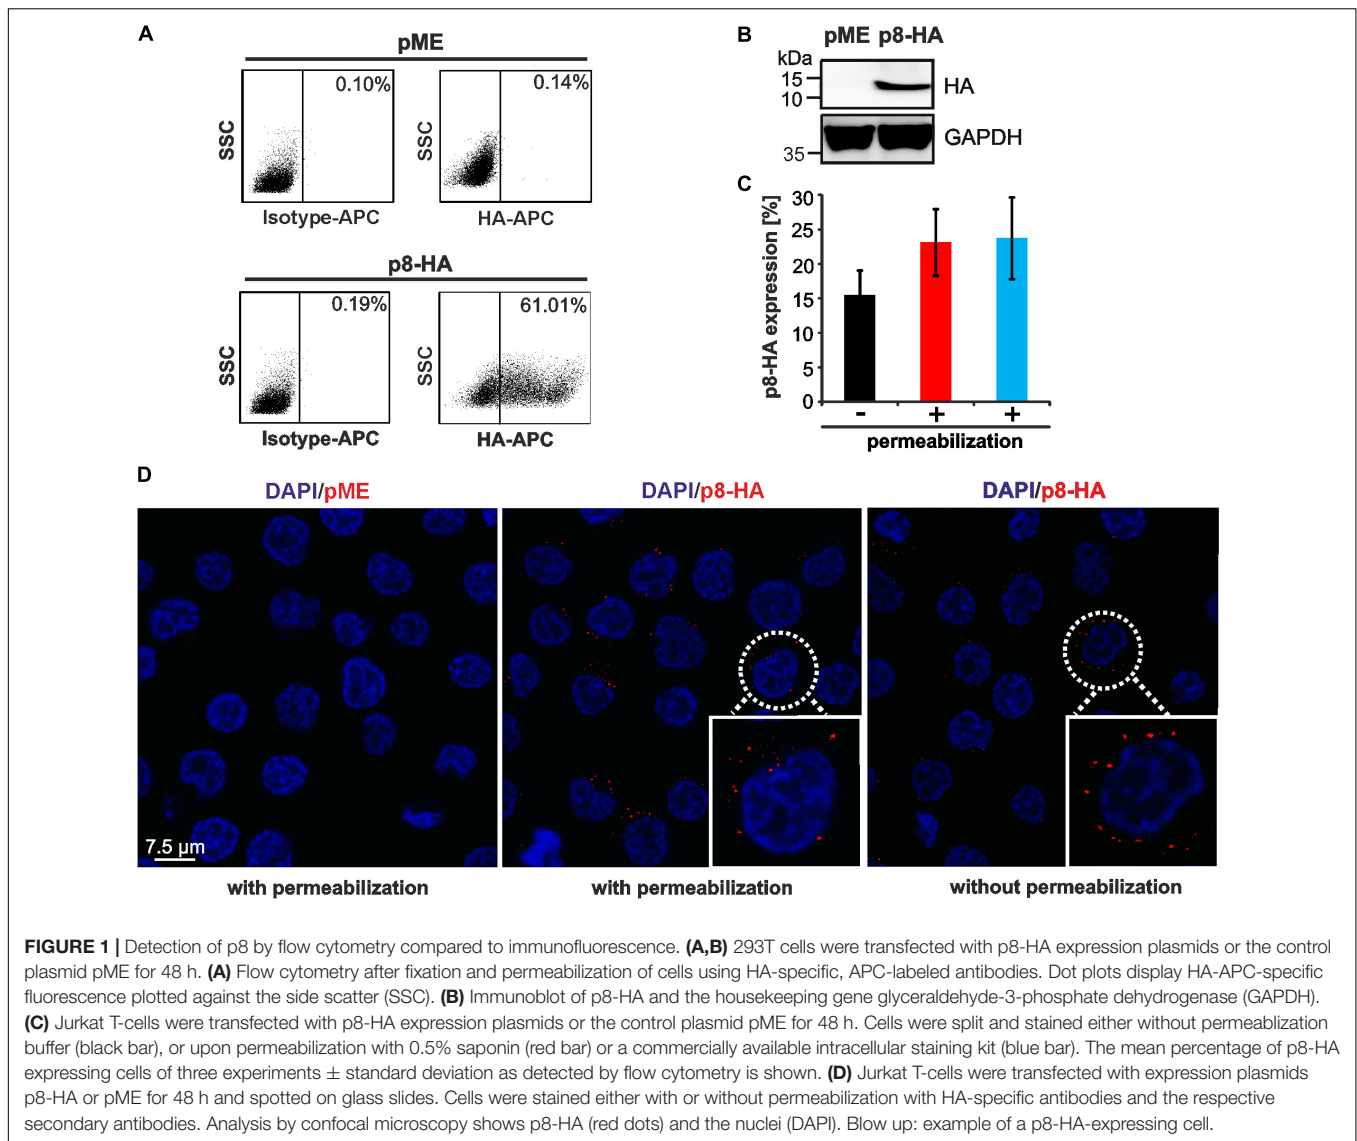 A
pME
0.10%
0.14%
SSC
SSC
Isotype-APC
HA-APC
p8-HA
0.19%
61.01%
SSC
SSC
Isotype-APC
HA-APC
B
pME p8-HA
kDa
15
10
HA
35
GAPDH
C
p8-HA expression [%]
30
25
20
15
10
5
0
- + +
permeabilization
D
DAPI/pME
DAPI/p8-HA
DAPI/p8-HA
7.5 µm
with permeabilization
with permeabilization
without permeabilization
FIGURE 1 | Detection of p8 by flow cytometry compared to immunofluorescence. (A,B) 293T cells were transfected with p8-HA expression plasmids or the control
plasmid pME for 48 h. (A) Flow cytometry after fixation and permeabilization of cells using HA-specific, APC-labeled antibodies. Dot plots display HA-APC-specific
fluorescence plotted against the side scatter (SSC). (B) Immunoblot of p8-HA and the housekeeping gene glyceraldehyde-3-phosphate dehydrogenase (GAPDH).
(C) Jurkat T-cells were transfected with p8-HA expression plasmids or the control plasmid pME for 48 h. Cells were split and stained either without permeablization
buffer (black bar), or upon permeabilization with 0.5% saponin (red bar) or a commercially available intracellular staining kit (blue bar). The mean percentage of p8-HA
expressing cells of three experiments ± standard deviation as detected by flow cytometry is shown. (D) Jurkat T-cells were transfected with expression plasmids
p8-HA or pME for 48 h and spotted on glass slides. Cells were stained either with or without permeabilization with HA-specific antibodies and the respective
secondary antibodies. Analysis by confocal microscopy shows p8-HA (red dots) and the nuclei (DAPI). Blow up: example of a p8-HA-expressing cell.